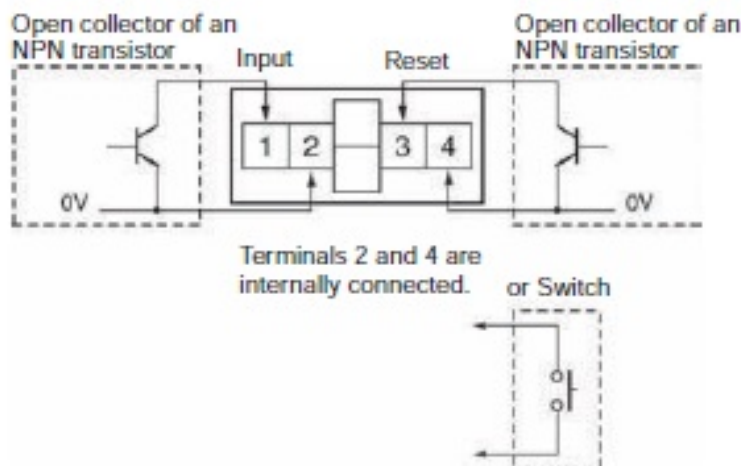 Open collector of an
NPN transistor
Open collector of an
NPN transistor
Input
Reset
1 2 3 4
0V
0V
Terminals 2 and 4 are
internally connected.
or Switch